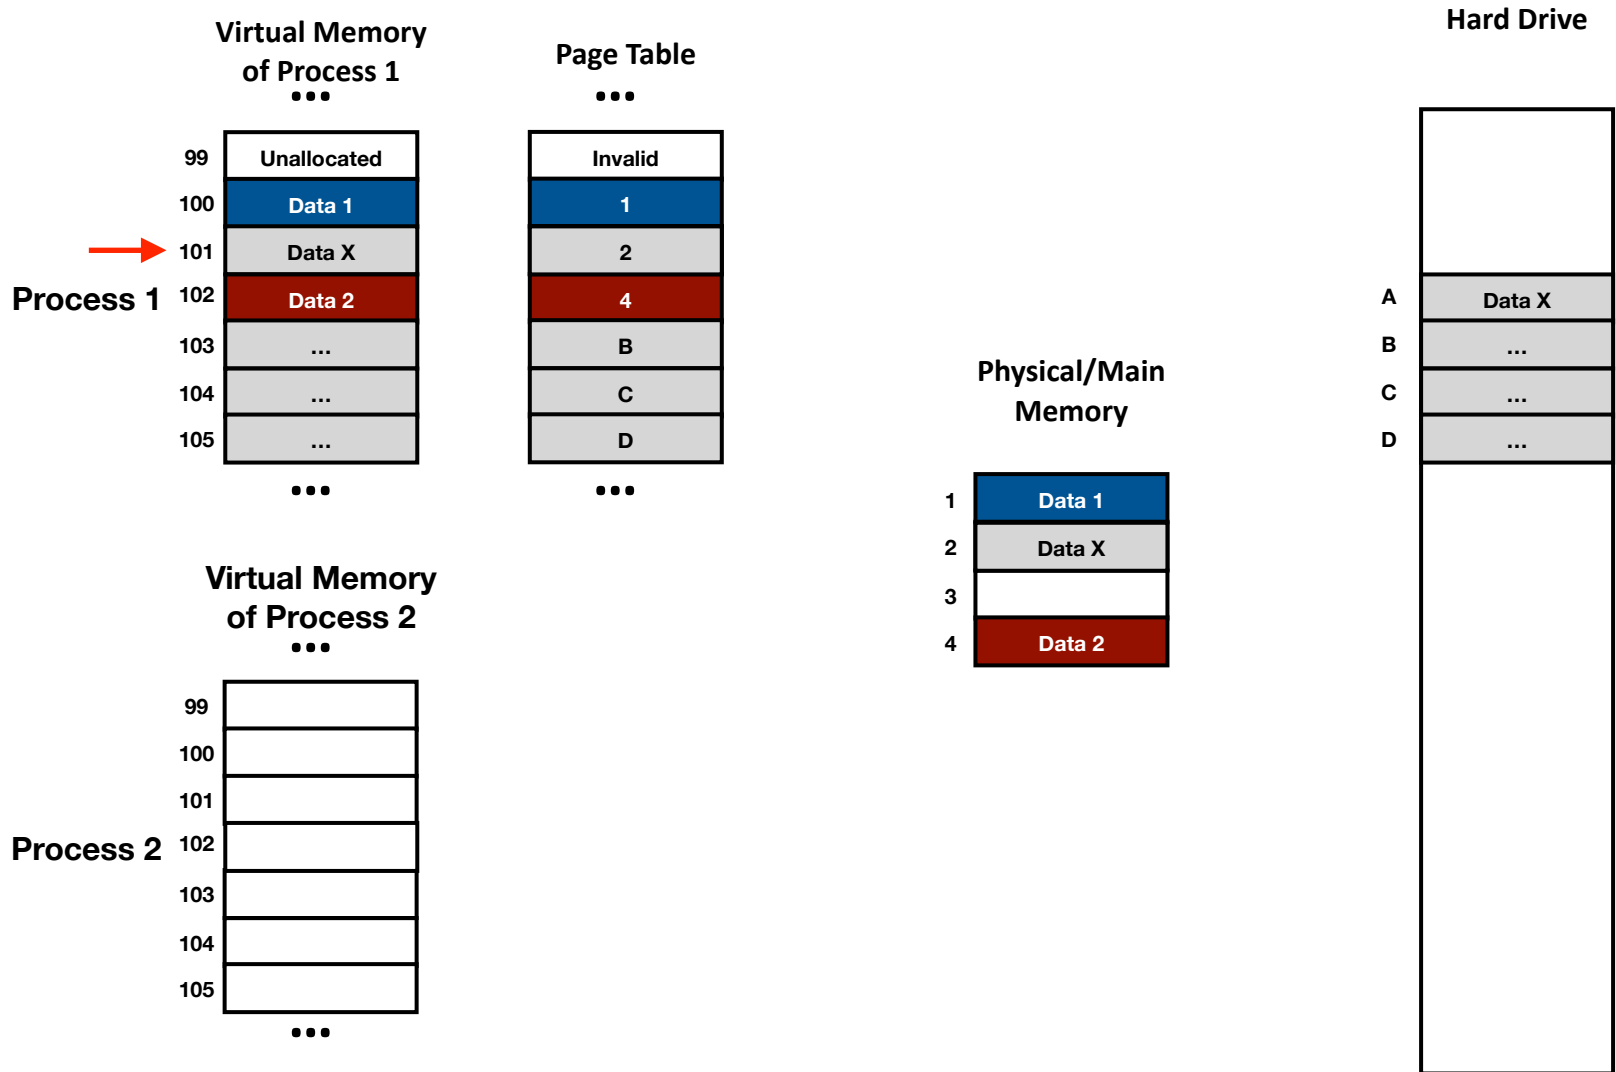 Virtual Memory
of Process 1
...
Page Table
...
Hard Drive
99 Unallocated Invalid
100 Data 1 1
101 Data X 2
Process 1 102 Data 2 4
103 ... B
104 ... C
105 ... D
... ...
A Data X
B ...
C ...
D ...
Physical/Main
Memory
1 Data 1
2 Data X
3
4 Data 2
Virtual Memory
of Process 2
...
99
100
101
Process 2 102
103
104
105
...